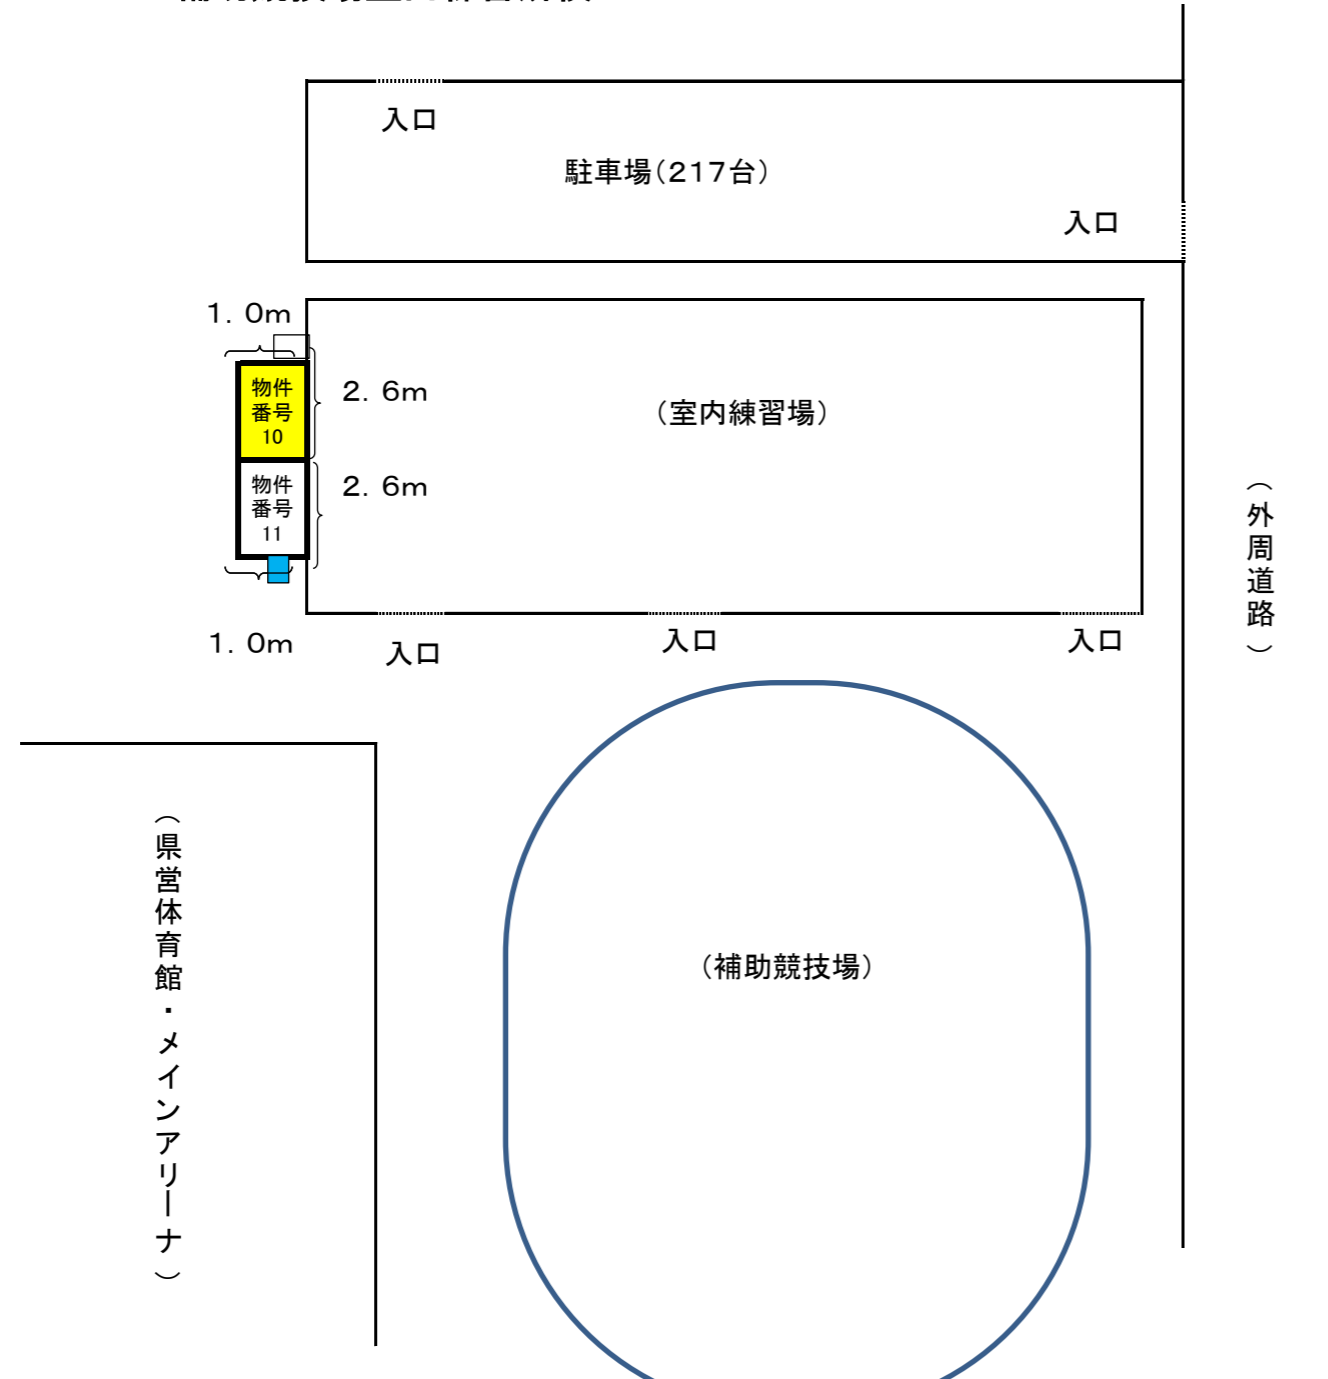 入口
駐車場（217台）
入口
1．0m
物件
番号
10
2．6m
（室内練習場）
物件
番号
11
2．6m
（外周道路）
1．0m
入口
入口
入口
（県営体育館・メインアリーナ）
（補助競技場）